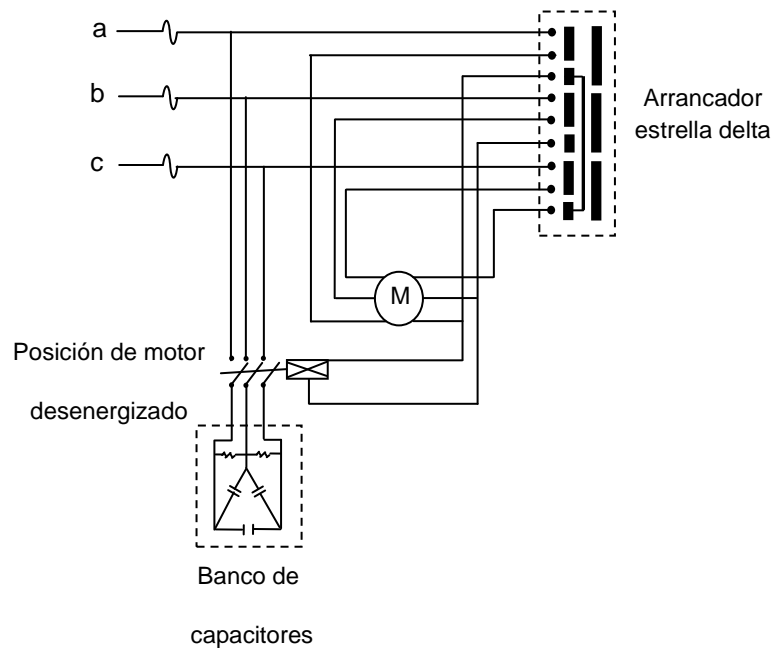 a
b
c
Arrancador
estrella delta
M
Posición de motor
desenergizado
Banco de
capacitores